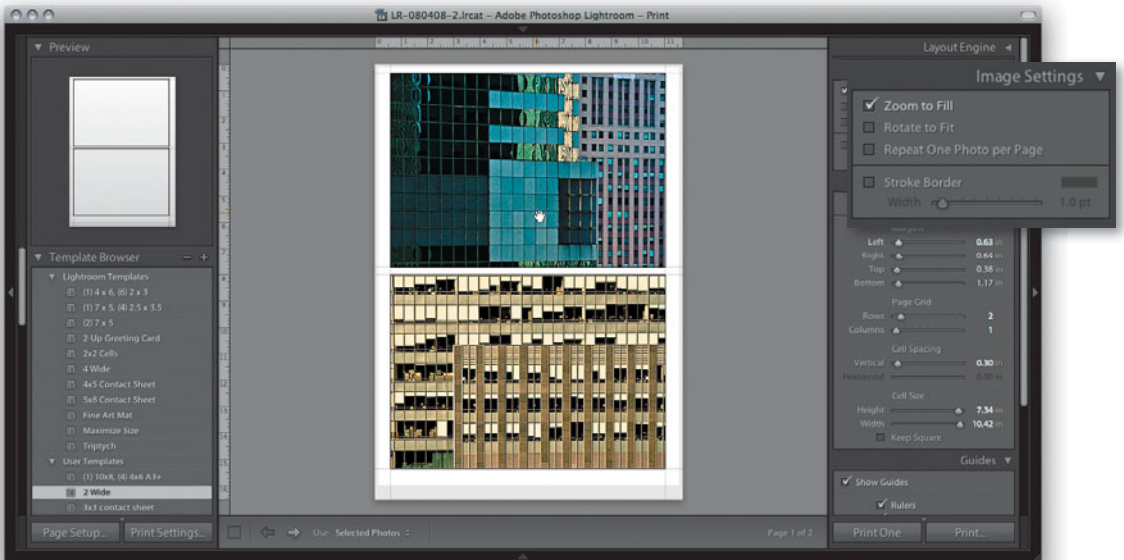 LR-080408-2.lrcat – Adobe Photoshop Lightroom – Print
Preview
Template Browser
Lightroom Templates
(1) 4 x 6, (6) 2 x 3
(1) 7 x 5, (4) 2.5 x 3.5
(2) 7 x 5
2-Up Greeting Card
2x2 Cells
4 Wide
4x5 Contact Sheet
5x8 Contact Sheet
Fine Art Mat
Maximize Size
Triptych
User Templates
(1) 10x8, (4) 4x6 A3+
2 Wide
3x3 contact sheet
Page Setup... Print Settings...
Use Selected Photos
Page 1 of 2
Layout Engine
Image Settings
Zoom to Fill
Rotate to Fit
Repeat One Photo per Page
Stroke Border
Width 1.0 pt
Margins
Left 0.63 in
Right 0.64 in
Top 0.38 in
Bottom 1.17 in
Page Grid
Rows 2
Columns 1
Cell Spacing
Vertical 0.30 in
Horizontal 0.00 in
Cell Size
Height 7.34 in
Width 10.42 in
Keep Square
Guides
Show Guides
Rulers
Print One Print...